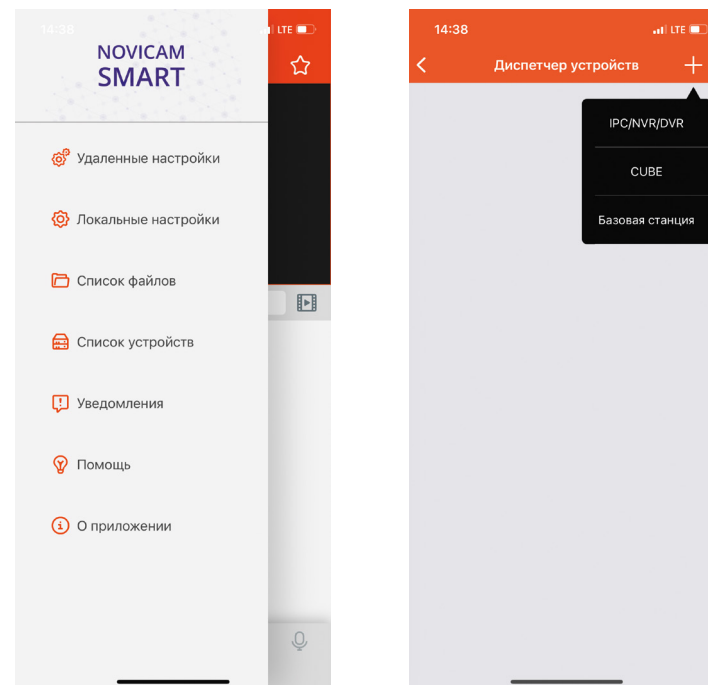 14:38
LTE
NOVICAM
SMART
Удаленные настройки
Локальные настройки
Список файлов
Список устройств
Уведомления
Помощь
О приложении
14:38
LTE
Диспетчер устройств
IPC/NVR/DVR
CUBE
Базовая станция